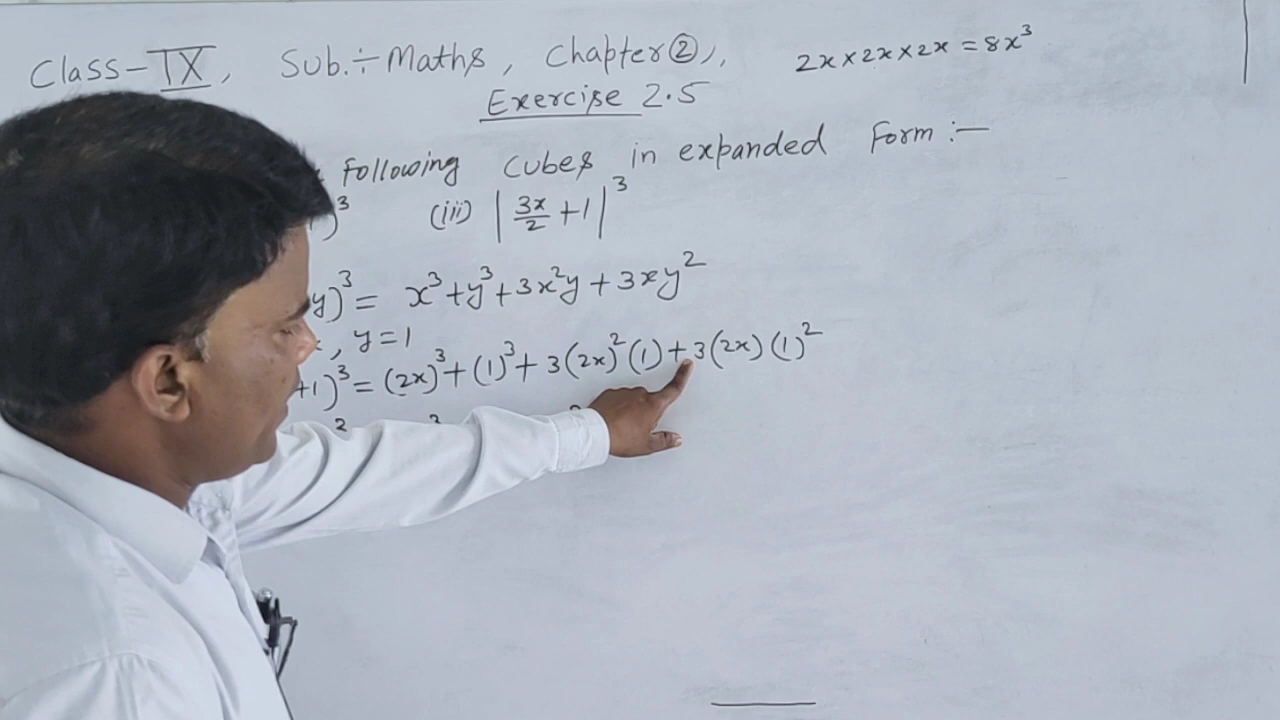 Class-IX, Sub.÷Maths, Chapter②,, 2x×2x×2x=8x³
Exercise 2.5
following cubes in expanded form:-
)³ (iii) |3x/2 +1|³
y)³ = x³+y³+3x²y+3xy²
, y=1
+1)³ = (2x)³+(1)³+3(2x)²(1)+3(2x)(1)²